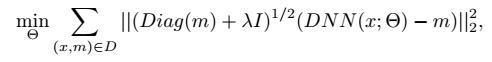 min_Θ ∑_{(x,m)∈D} ||(Diag(m) + λI)^{1/2}(DNN(x; Θ) − m)||_2^2,